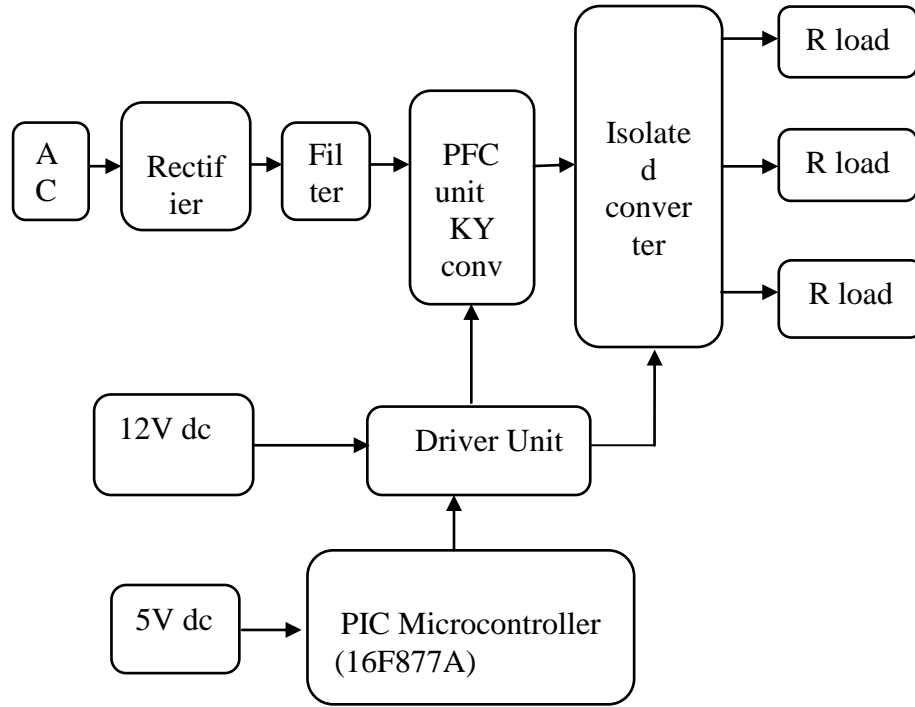 A
C
Rectif
ier
Fil
ter
PFC
unit
KY
conv
Isolate
d
conver
ter
R load
R load
R load
12V dc
Driver Unit
5V dc
PIC Microcontroller
(16F877A)